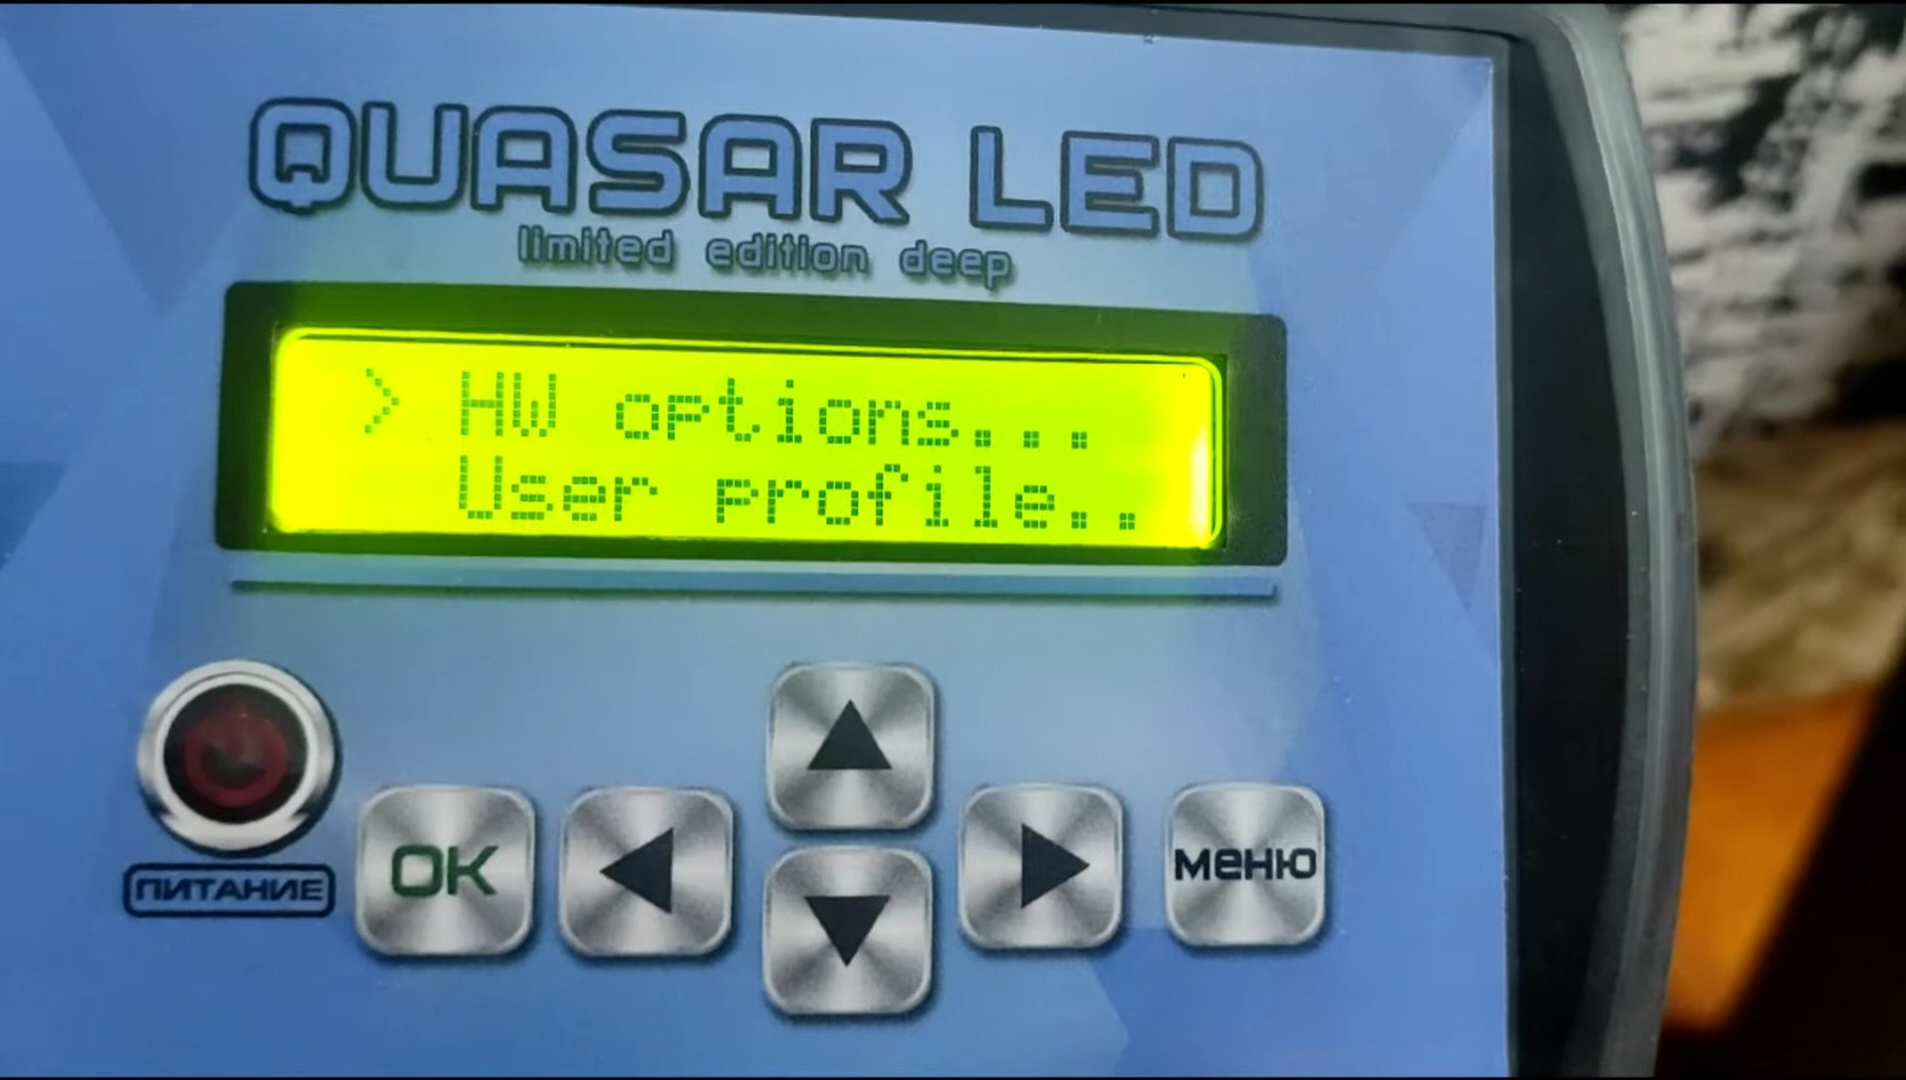 QUASAR LED
limited edition deep
> HW options...
User profile..
ПИТАНИЕ
OK
меню